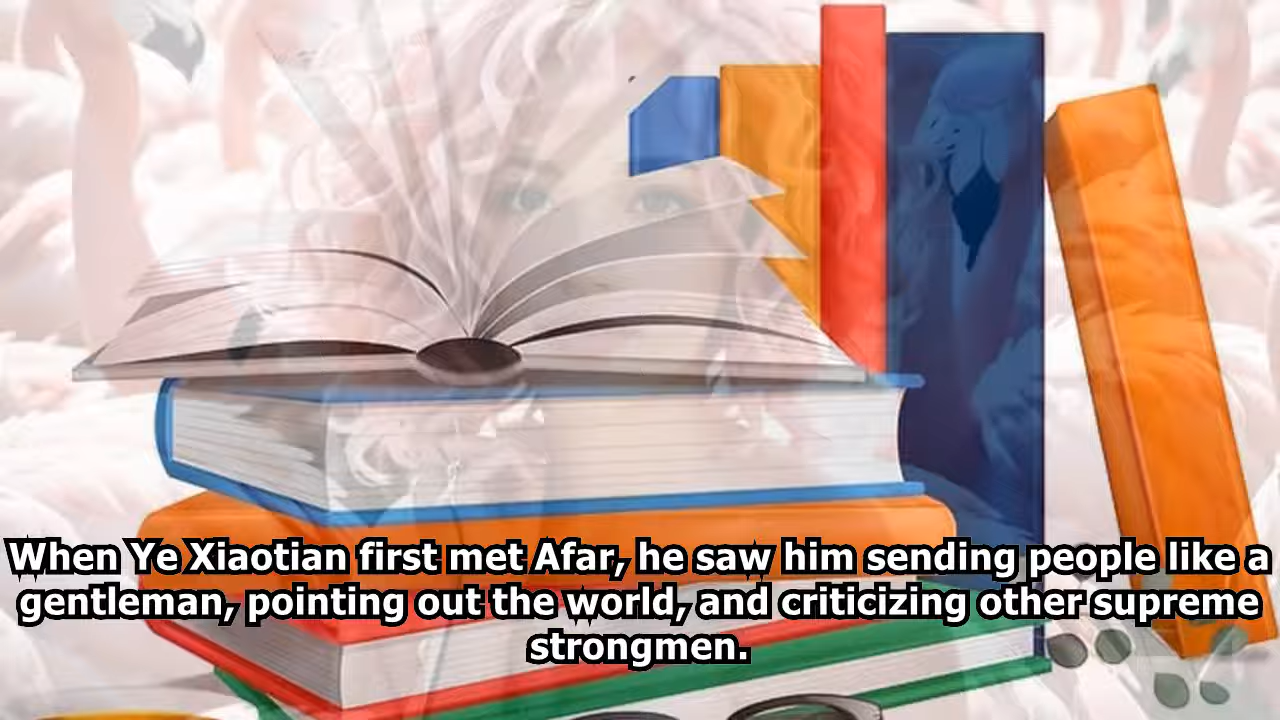 When Ye Xiaotian first met Afar, he saw him sending people like a
gentleman, pointing out the world, and criticizing other supreme
strongmen.